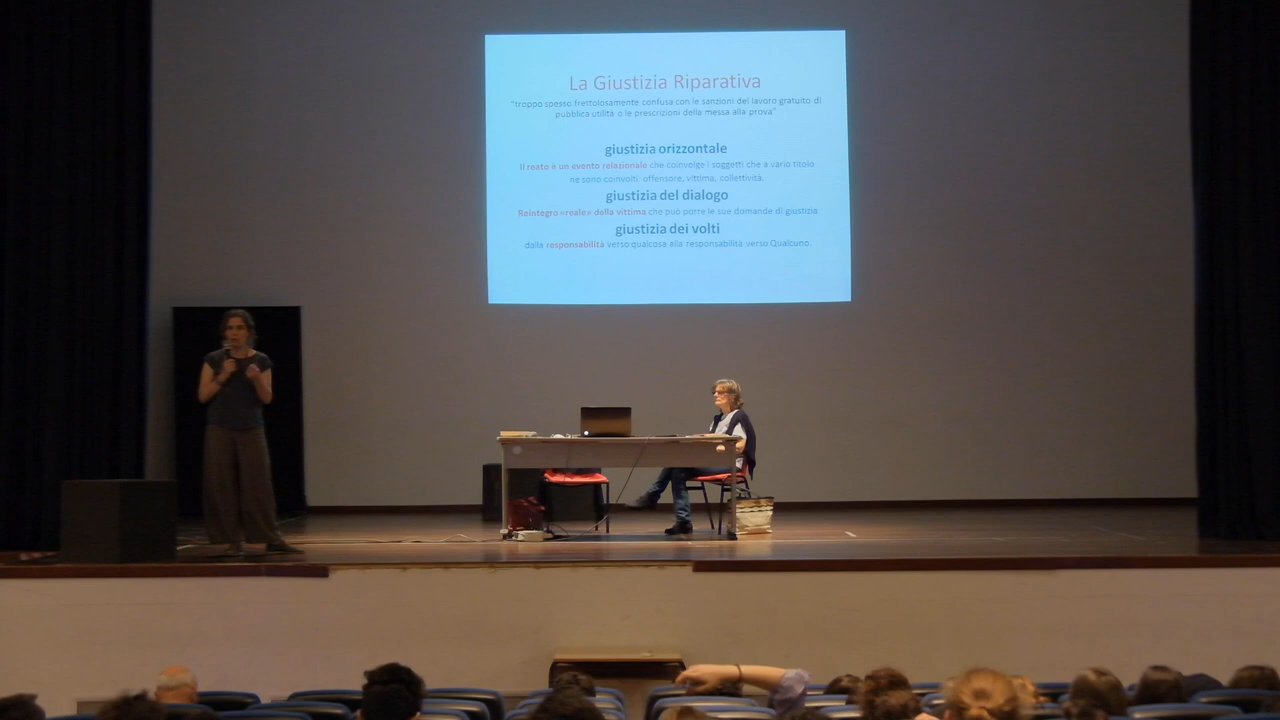 La Giustizia Riparativa
"troppo spesso frettolosamente confusa con le sanzioni del lavoro gratuito di
pubblica utilità o le prescrizioni della messa alla prova"
giustizia orizzontale
Il reato è un evento relazionale che coinvolge i soggetti che a vario titolo
ne sono coinvolti: offensore, vittima, collettività.
giustizia del dialogo
Reintegro «reale» della vittima che può porre le sue domande di giustizia
giustizia dei volti
dalla responsabilità verso qualcosa alla responsabilità verso Qualcuno.